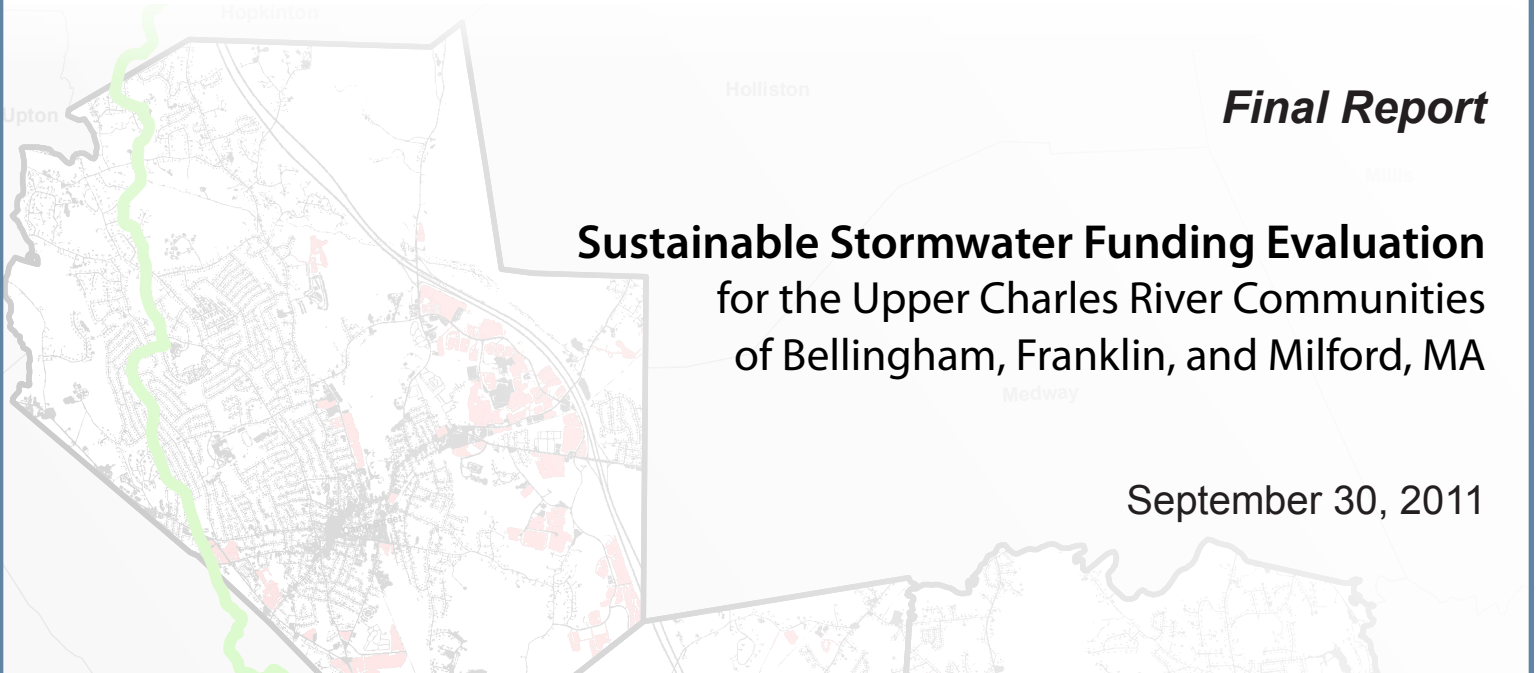 Hopkinton
Upton
Holliston
Final Report
Millis
Sustainable Stormwater Funding Evaluation
for the Upper Charles River Communities
of Bellingham, Franklin, and Milford, MA
Medway
September 30, 2011